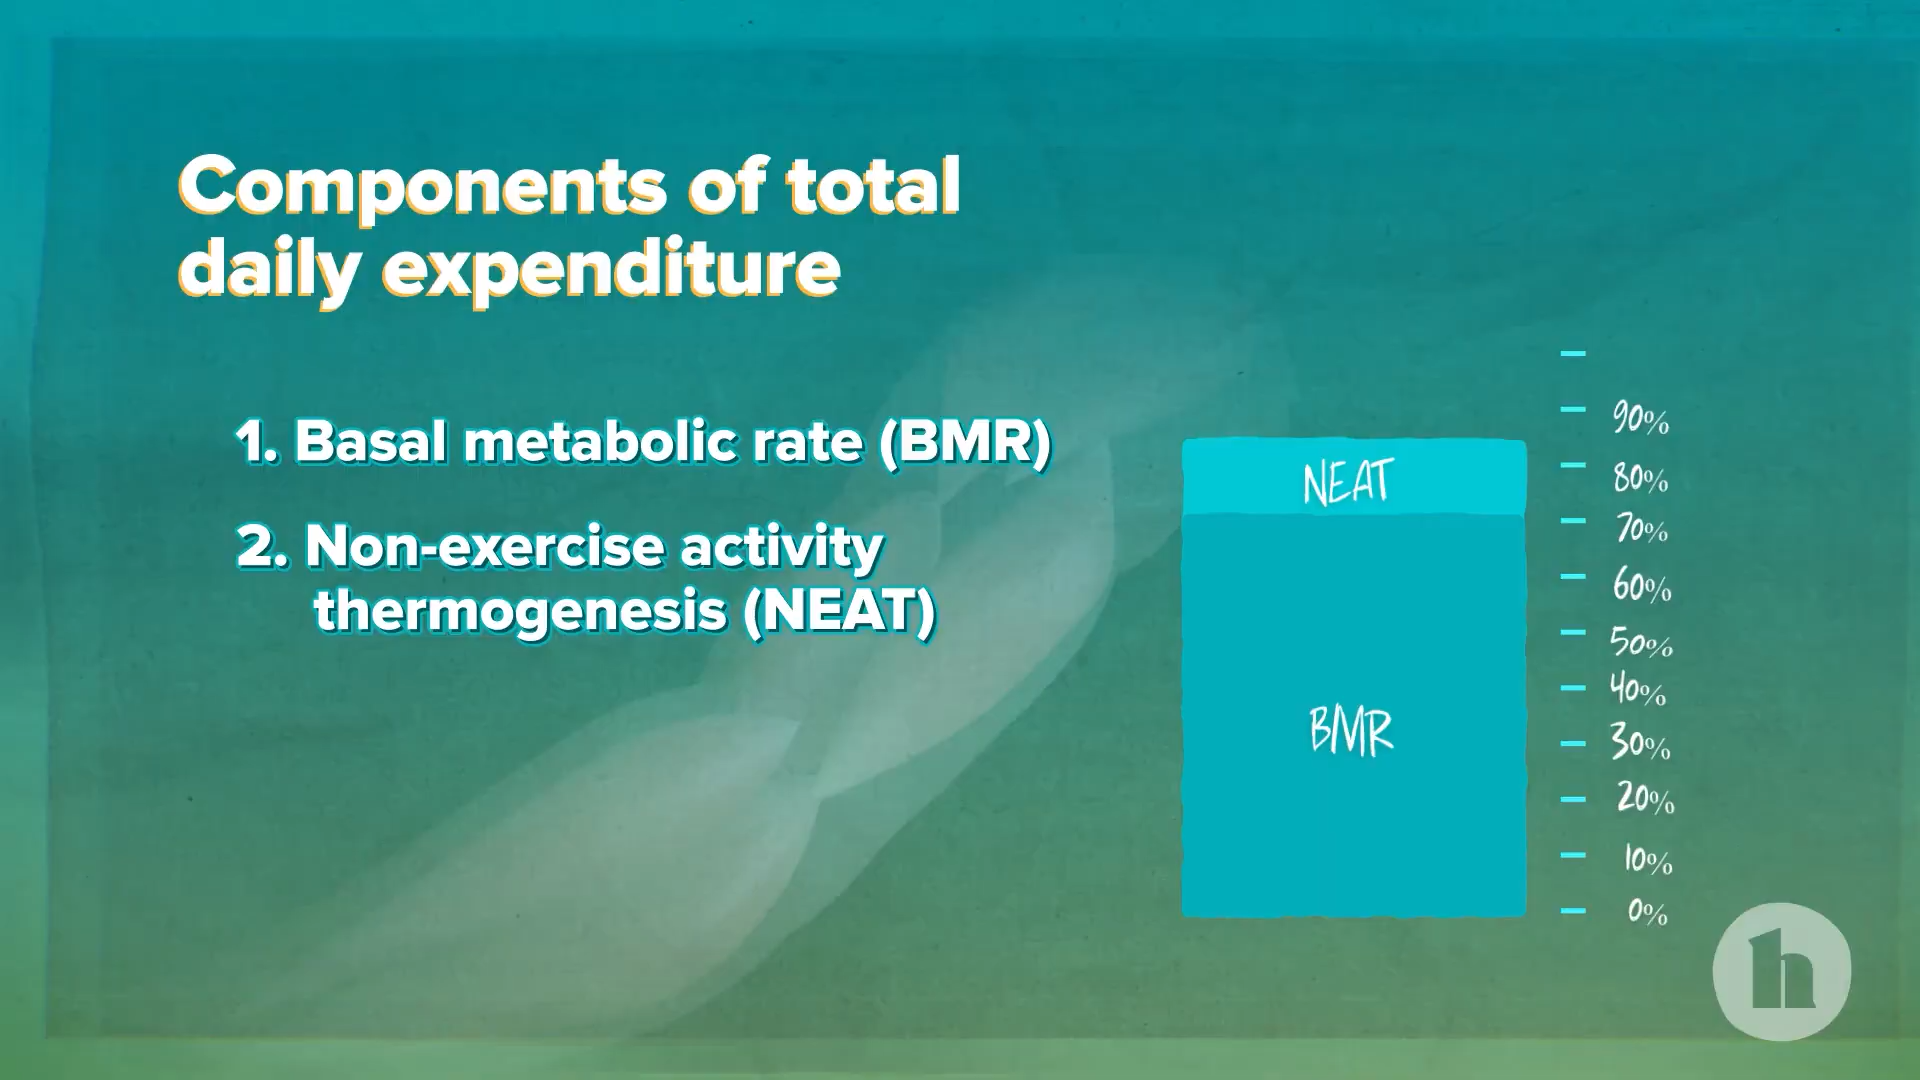 Components of total
daily expenditure
1. Basal metabolic rate (BMR)
2. Non-exercise activity
thermogenesis (NEAT)
NEAT
BMR
90%
80%
70%
60%
50%
40%
30%
20%
10%
0%
h